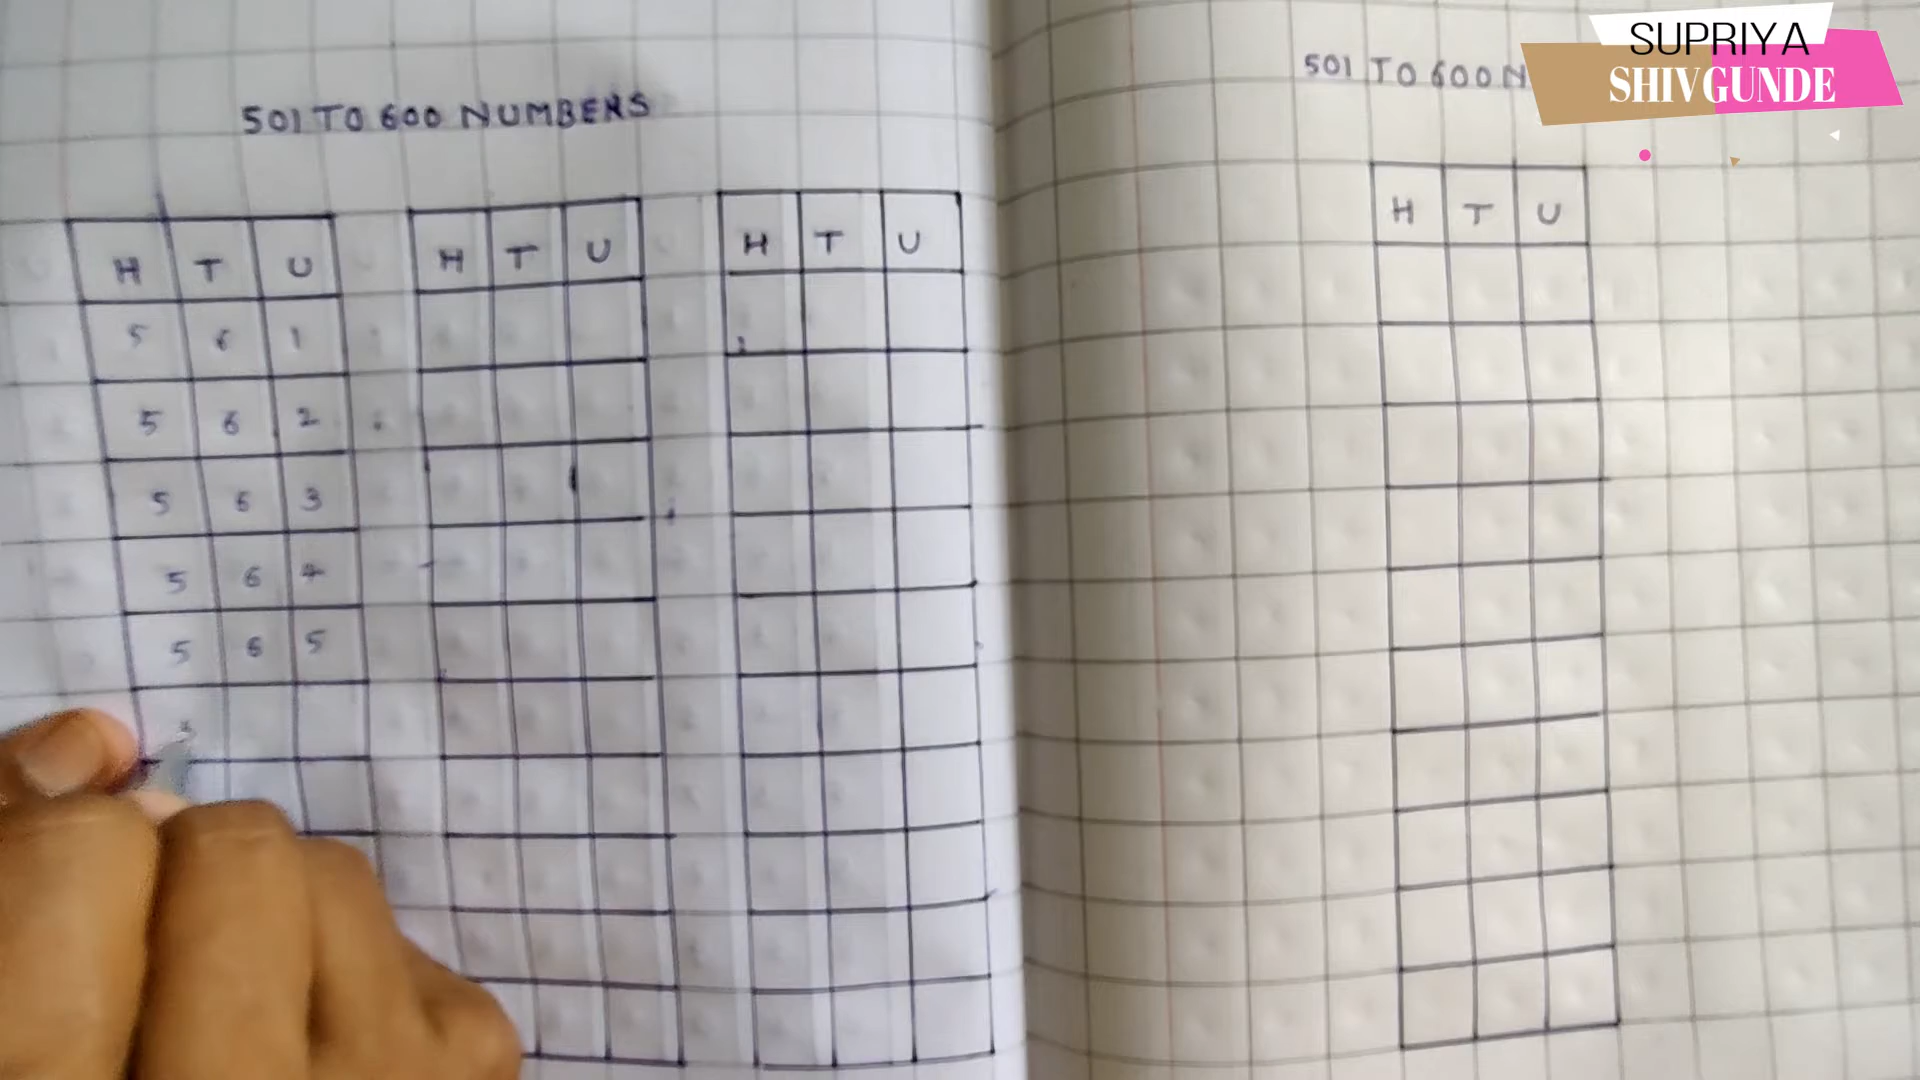 SUPRIYA
SHIVGUNDE
501 TO 600 NUMBERS
H T U
5 6 1
5 6 2
5 6 3
5 6 4
5 6 5
H T U
H T U
501 TO 600 N
H T U